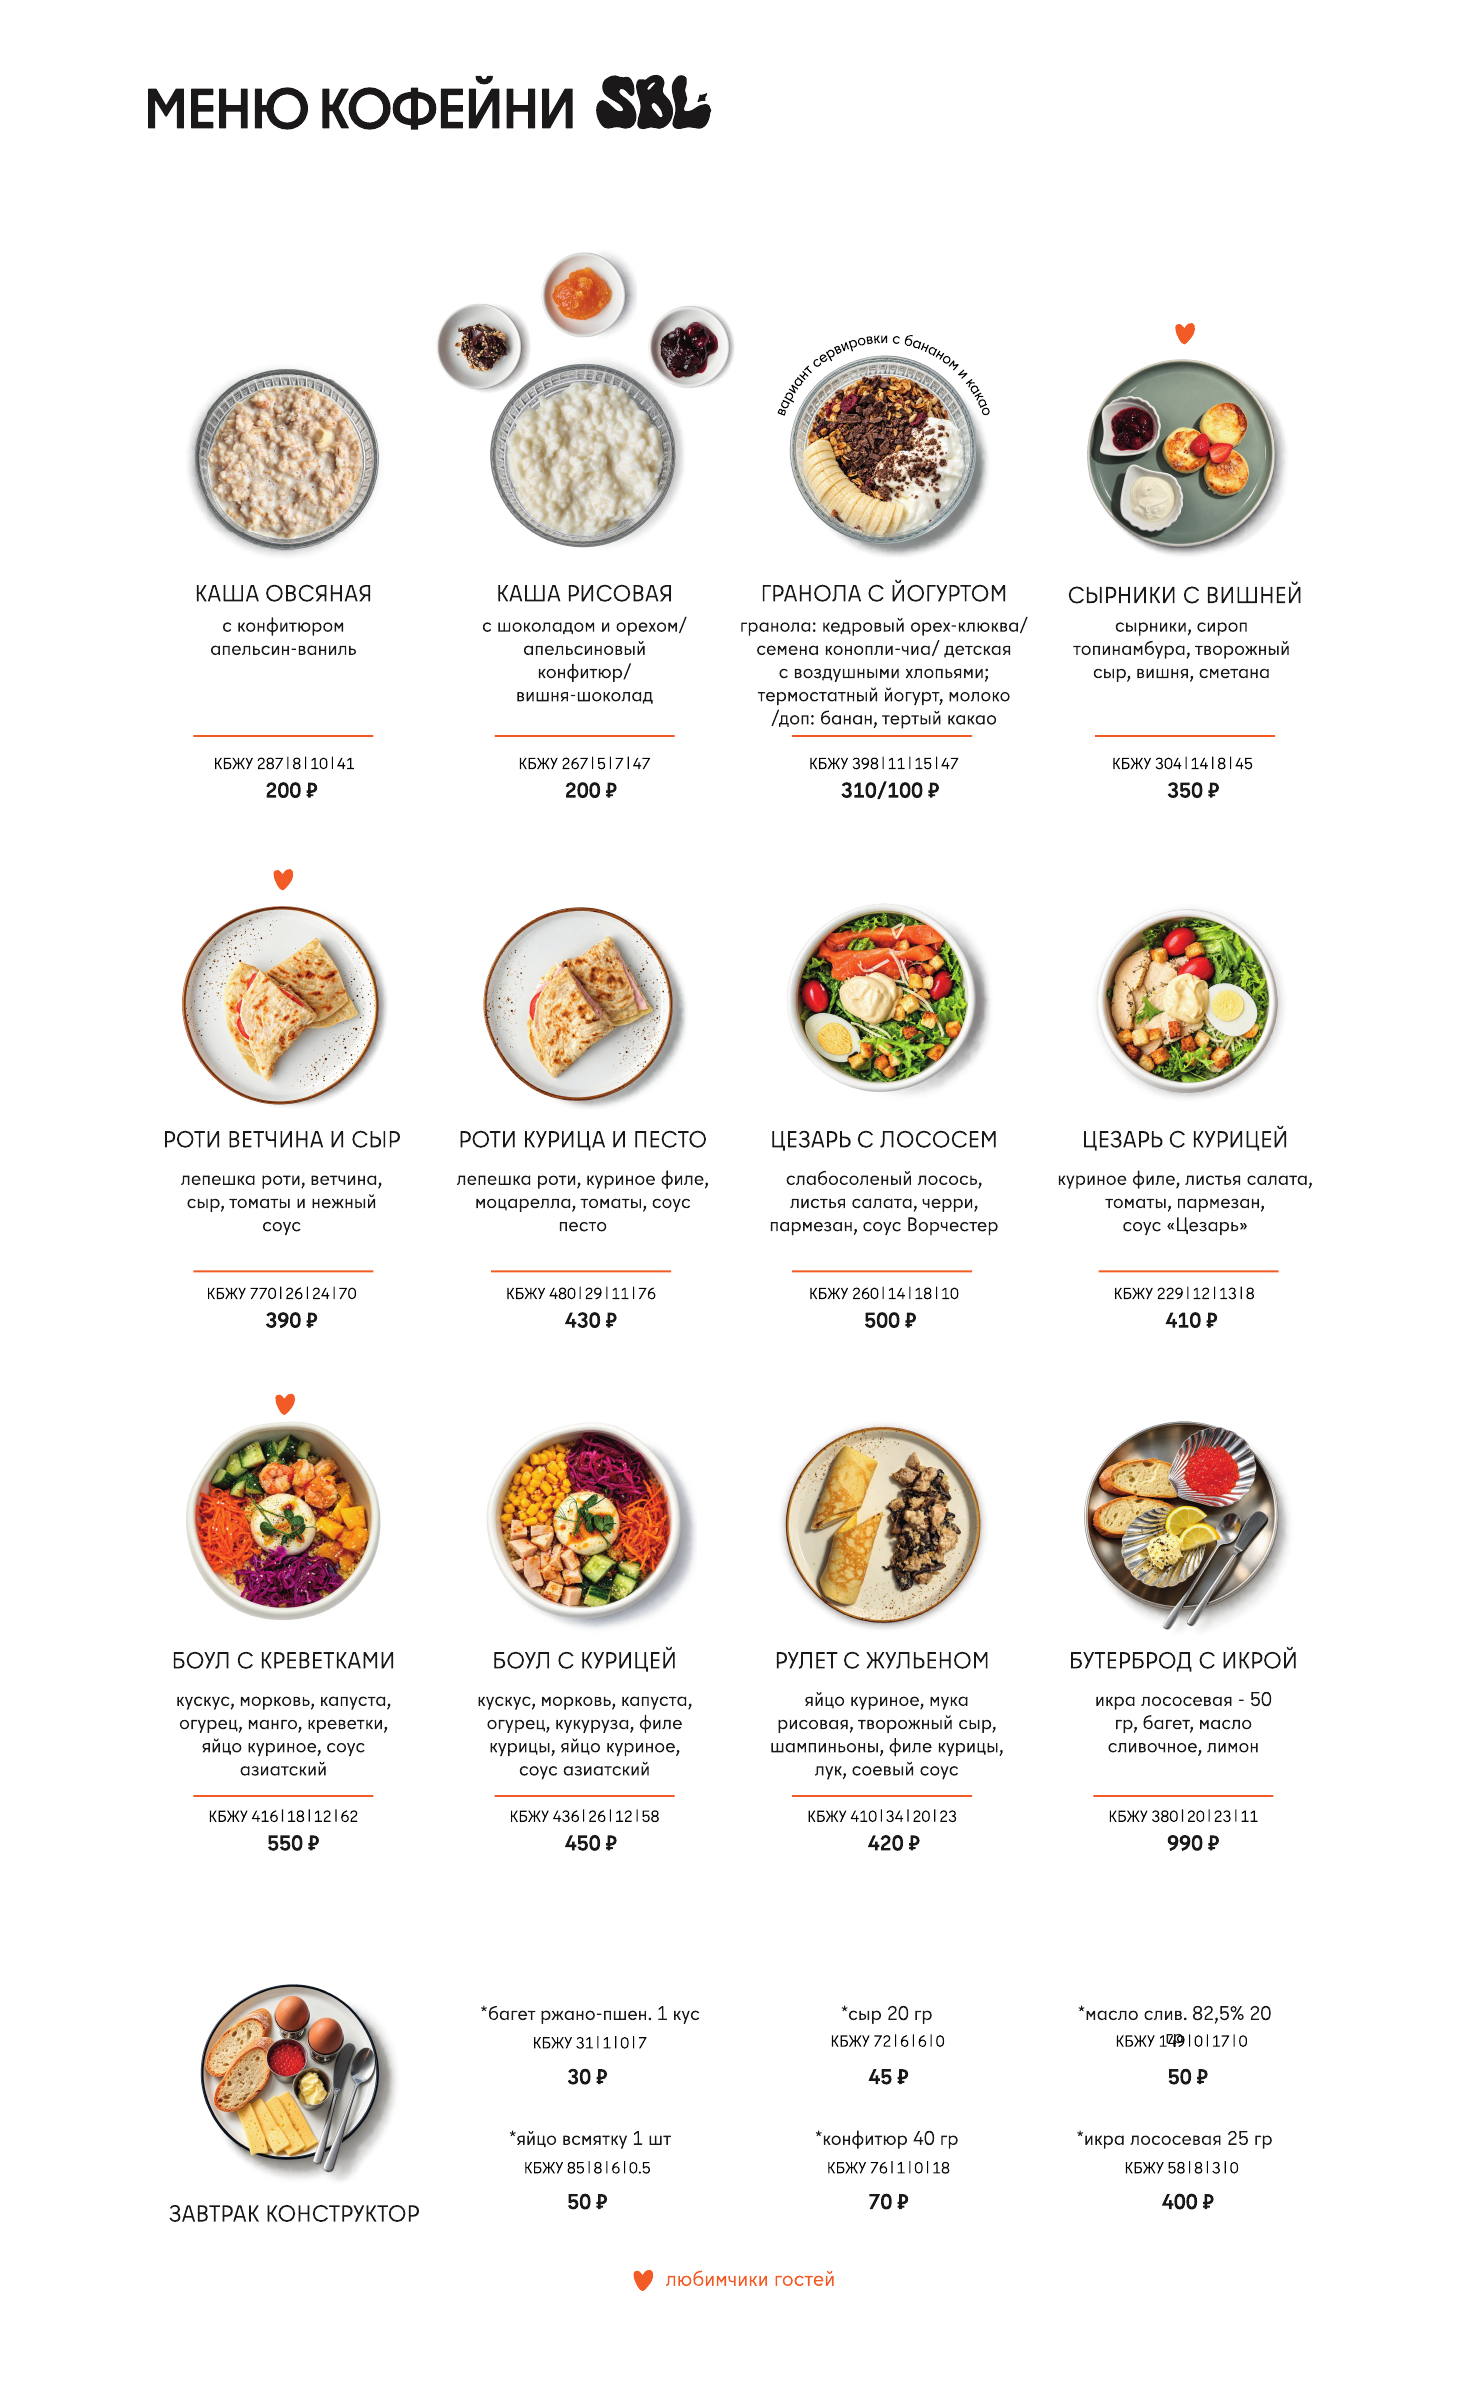 МЕНЮ КОФЕЙНИ SBL
вариант сервировки с бананом и какао
КАША ОВСЯНАЯ
с конфитюром
апельсин-ваниль
КБЖУ 287|8|10|41
200 ₽
КАША РИСОВАЯ
с шоколадом и орехом/
апельсиновый
конфитюр/
вишня-шоколад
КБЖУ 267|5|7|47
200 ₽
ГРАНОЛА С ЙОГУРТОМ
гранола: кедровый орех-клюква/
семена конопли-чиа/ детская
с воздушными хлопьями;
термостатный йогурт, молоко
/доп: банан, тертый какао
КБЖУ 398|11|15|47
310/100 ₽
СЫРНИКИ С ВИШНЕЙ
сырники, сироп
топинамбура, творожный
сыр, вишня, сметана
КБЖУ 304|14|8|45
350 ₽
РОТИ ВЕТЧИНА И СЫР
лепешка роти, ветчина,
сыр, томаты и нежный
соус
КБЖУ 770|26|24|70
390 ₽
РОТИ КУРИЦА И ПЕСТО
лепешка роти, куриное филе,
моцарелла, томаты, соус
песто
КБЖУ 480|29|11|76
430 ₽
ЦЕЗАРЬ С ЛОСОСЕМ
слабосоленый лосось,
листья салата, черри,
пармезан, соус Ворчестер
КБЖУ 260|14|18|10
500 ₽
ЦЕЗАРЬ С КУРИЦЕЙ
куриное филе, листья салата,
томаты, пармезан,
соус «Цезарь»
КБЖУ 229|12|13|8
410 ₽
БОУЛ С КРЕВЕТКАМИ
кускус, морковь, капуста,
огурец, манго, креветки,
яйцо куриное, соус
азиатский
КБЖУ 416|18|12|62
550 ₽
БОУЛ С КУРИЦЕЙ
кускус, морковь, капуста,
огурец, кукуруза, филе
курицы, яйцо куриное,
соус азиатский
КБЖУ 436|26|12|58
450 ₽
РУЛЕТ С ЖУЛЬЕНОМ
яйцо куриное, мука
рисовая, творожный сыр,
шампиньоны, филе курицы,
лук, соевый соус
КБЖУ 410|34|20|23
420 ₽
БУТЕРБРОД С ИКРОЙ
икра лососевая - 50
гр, багет, масло
сливочное, лимон
КБЖУ 380|20|23|11
990 ₽
ЗАВТРАК КОНСТРУКТОР
*багет ржано-пшен. 1 кус
КБЖУ 31|1|0|7
30 ₽
*сыр 20 гр
КБЖУ 72|6|6|0
45 ₽
*масло слив. 82,5% 20
гр
КБЖУ 149|0|17|0
50 ₽
*яйцо всмятку 1 шт
КБЖУ 85|8|6|0.5
50 ₽
*конфитюр 40 гр
КБЖУ 76|1|0|18
70 ₽
*икра лососевая 25 гр
КБЖУ 58|8|3|0
400 ₽
любимчики гостей